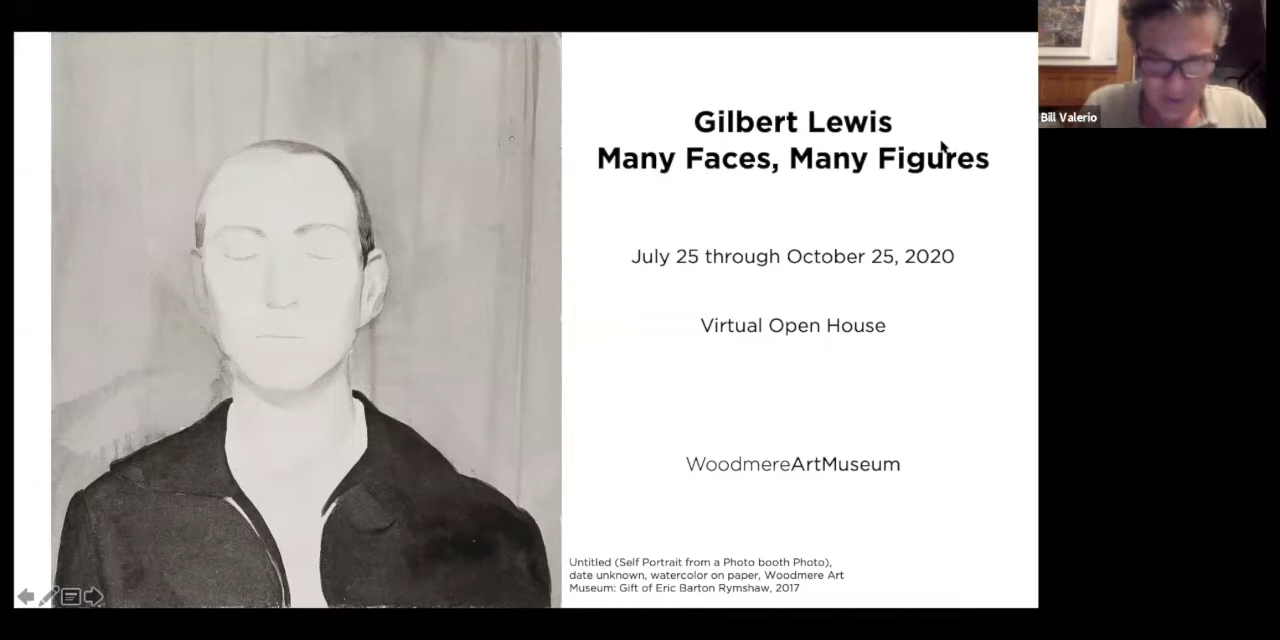 Gilbert Lewis
Many Faces, Many Figures
July 25 through October 25, 2020
Virtual Open House
WoodmereArtMuseum
Untitled (Self Portrait from a Photo booth Photo),
date unknown, watercolor on paper, Woodmere Art
Museum: Gift of Eric Barton Rymshaw, 2017
Bill Valerio